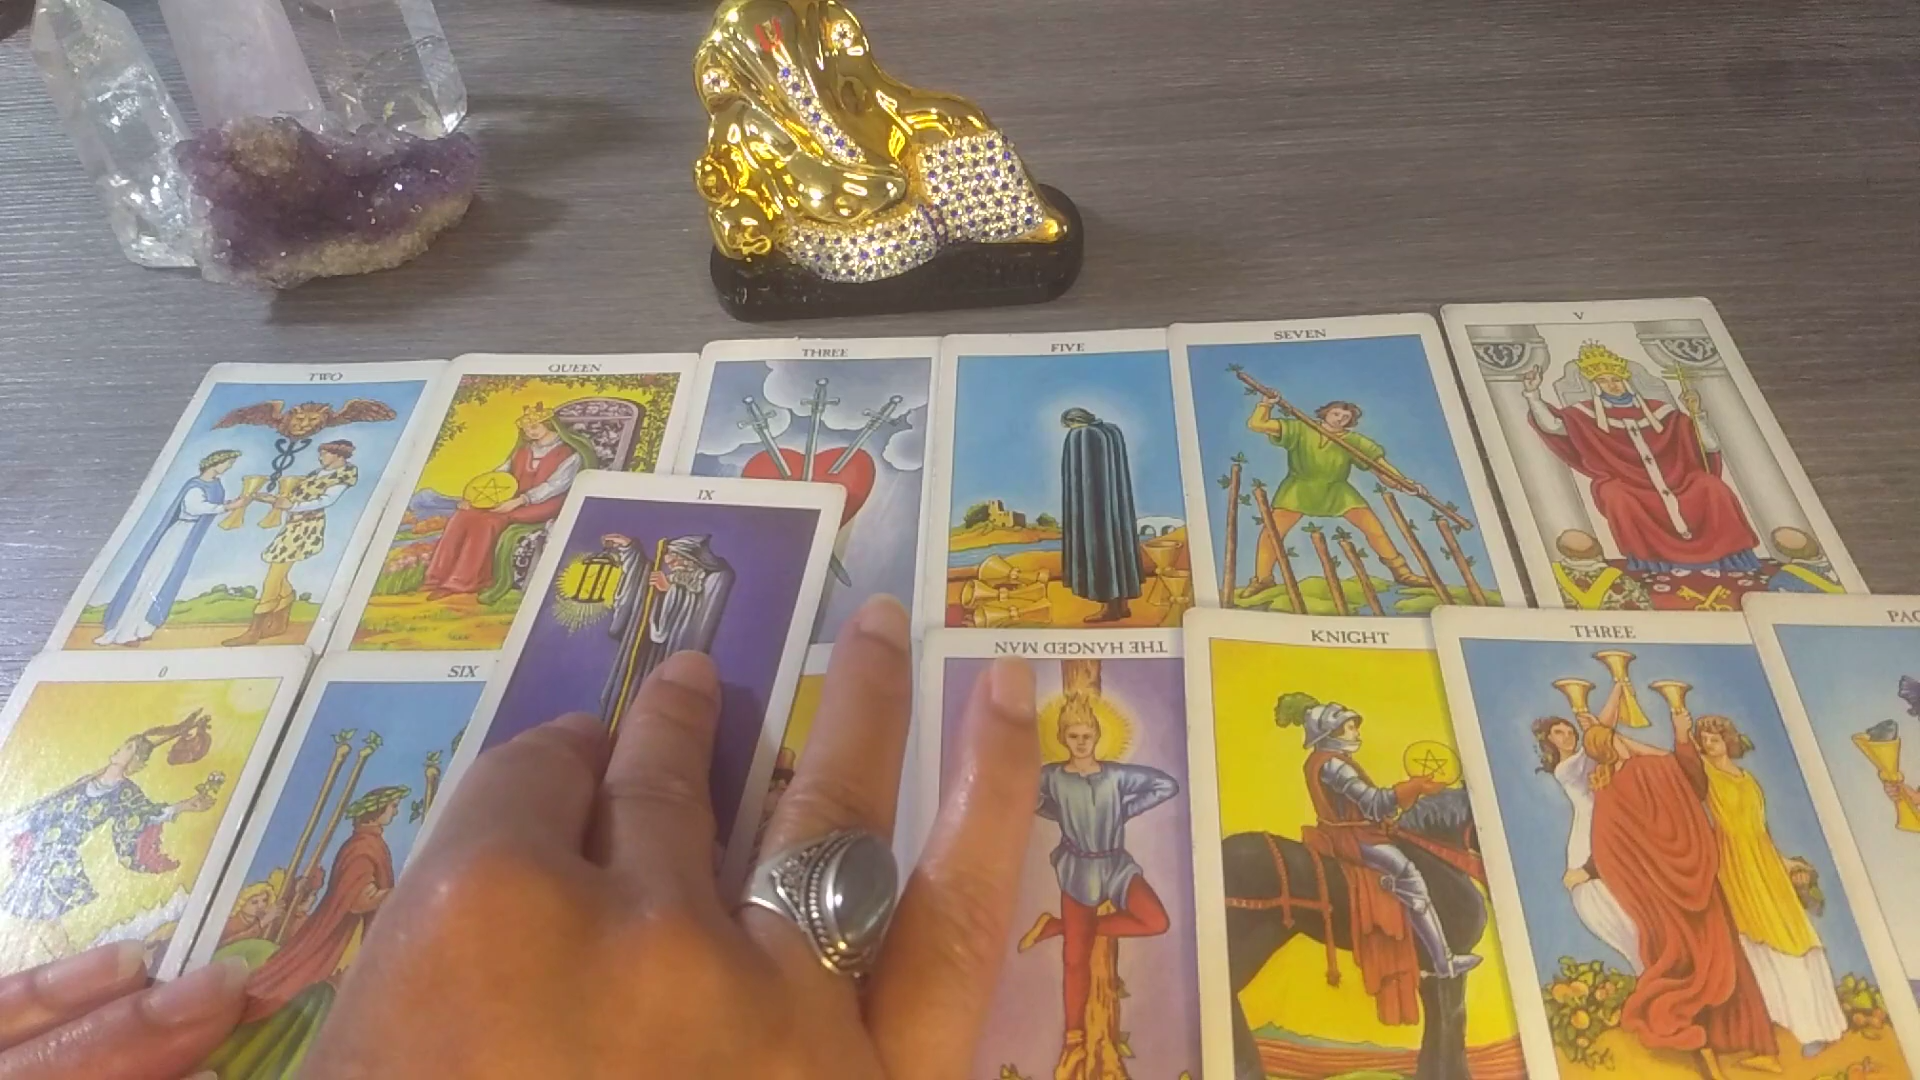 TWO
QUEEN
THREE
FIVE
SEVEN
V
IX
0
SIX
THE HANGED MAN
KNIGHT
THREE